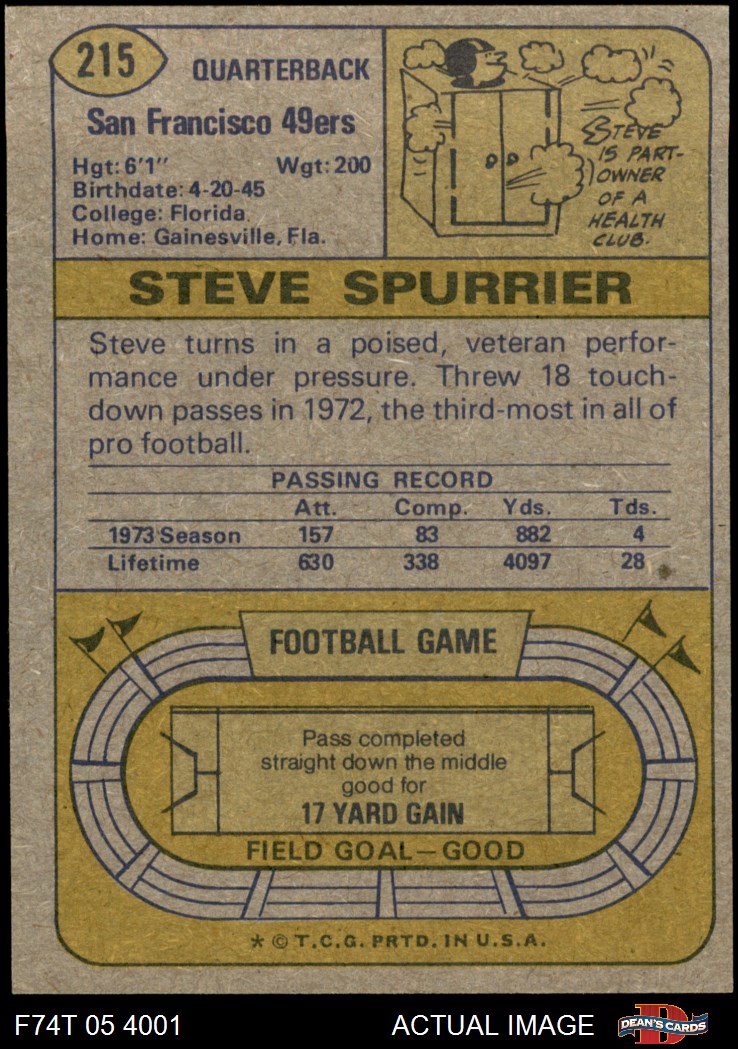 215
QUARTERBACK
San Francisco 49ers
Hgt: 6'1" Wgt: 200
Birthdate: 4-20-45
College: Florida
Home: Gainesville, Fla.
STEVE
IS PART-
OWNER
OF A
HEALTH
CLUB.
STEVE SPURRIER
Steve turns in a poised, veteran perfor-
mance under pressure. Threw 18 touch-
down passes in 1972, the third-most in all of
pro football.
PASSING RECORD
Att. Comp. Yds. Tds.
1973 Season 157 83 882 4
Lifetime 630 338 4097 28
FOOTBALL GAME
Pass completed
straight down the middle
good for
17 YARD GAIN
FIELD GOAL—GOOD
* © T.C.G. PRTD. IN U.S.A.
F74T 05 4001 ACTUAL IMAGE D DEAN'S CARDS